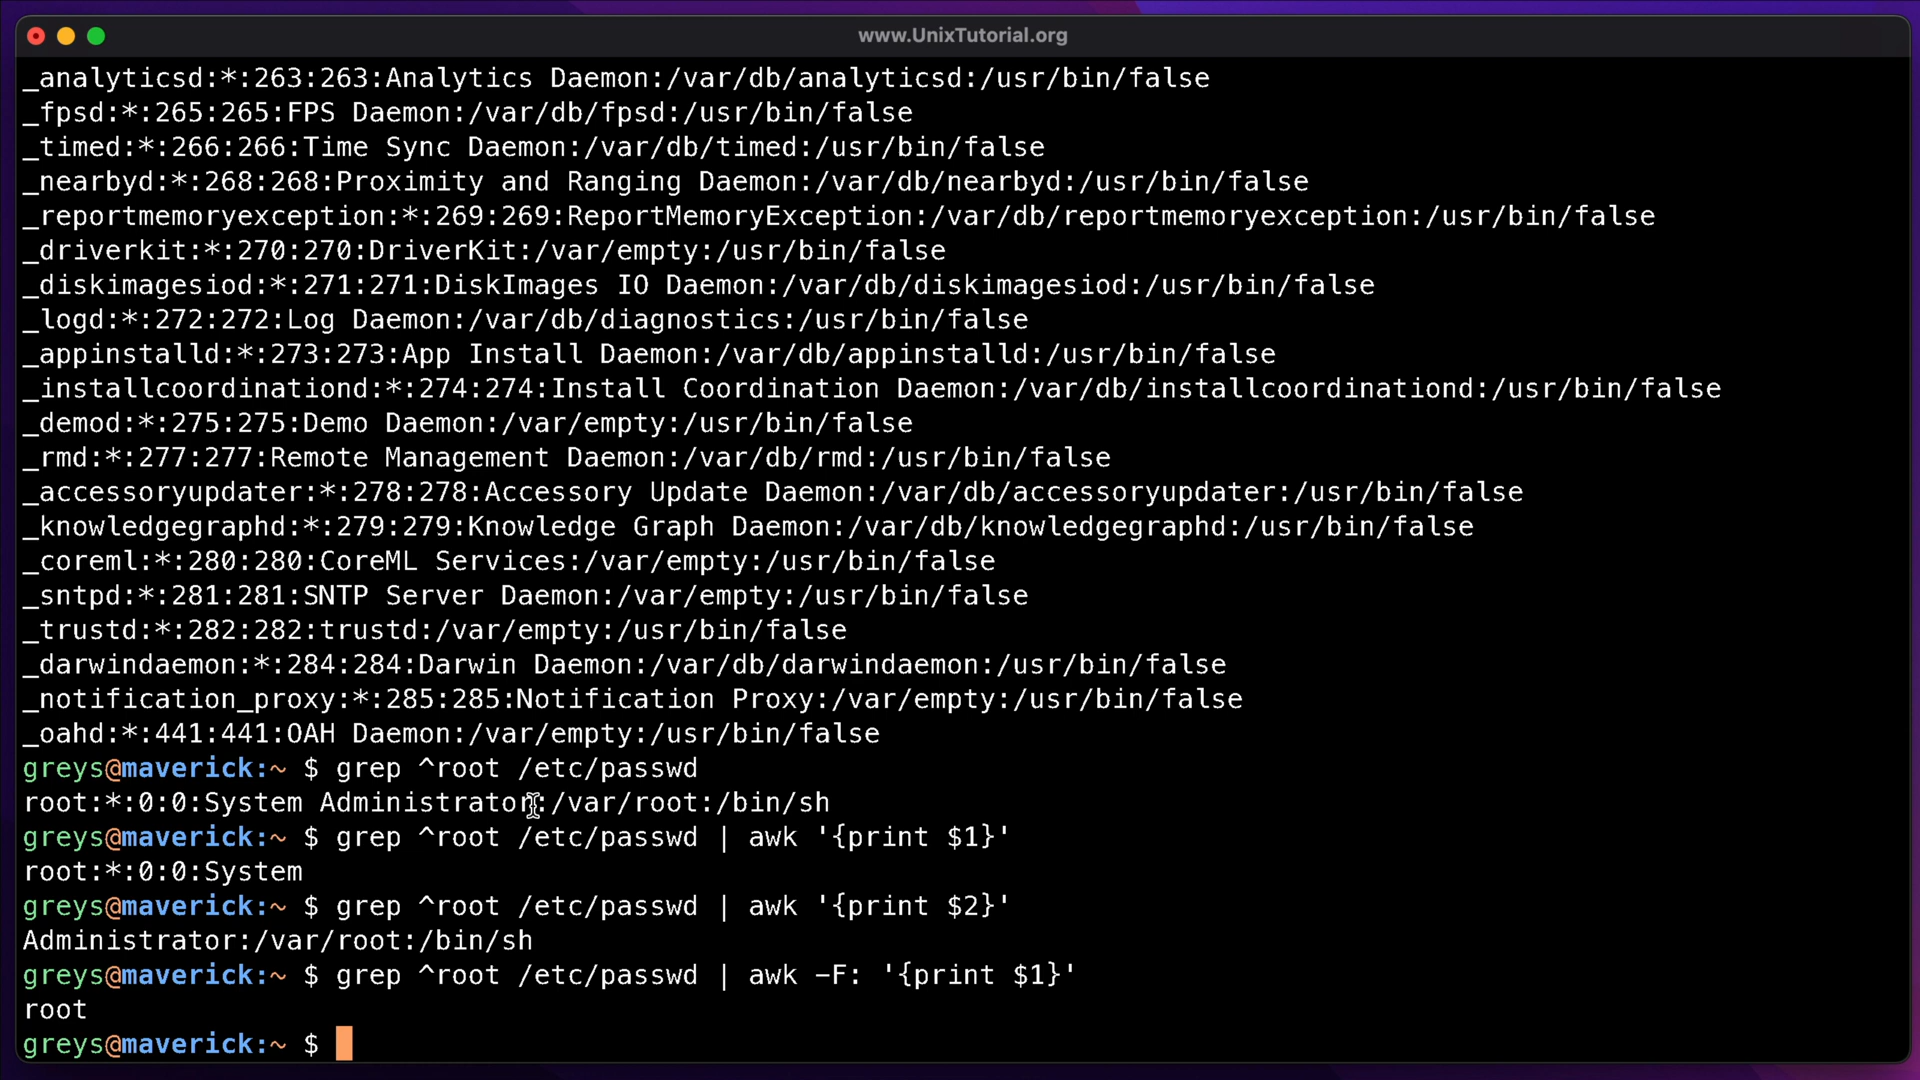 www.UnixTutorial.org
_analyticsd:*:263:263:Analytics Daemon:/var/db/analyticsd:/usr/bin/false
_fpsd:*:265:265:FPS Daemon:/var/db/fpsd:/usr/bin/false
_timed:*:266:266:Time Sync Daemon:/var/db/timed:/usr/bin/false
_nearbyd:*:268:268:Proximity and Ranging Daemon:/var/db/nearbyd:/usr/bin/false
_reportmemoryexception:*:269:269:ReportMemoryException:/var/db/reportmemoryexception:/usr/bin/false
_driverkit:*:270:270:DriverKit:/var/empty:/usr/bin/false
_diskimagesiod:*:271:271:DiskImages IO Daemon:/var/db/diskimagesiod:/usr/bin/false
_logd:*:272:272:Log Daemon:/var/db/diagnostics:/usr/bin/false
_appinstalld:*:273:273:App Install Daemon:/var/db/appinstalld:/usr/bin/false
_installcoordinationd:*:274:274:Install Coordination Daemon:/var/db/installcoordinationd:/usr/bin/false
_demod:*:275:275:Demo Daemon:/var/empty:/usr/bin/false
_rmd:*:277:277:Remote Management Daemon:/var/db/rmd:/usr/bin/false
_accessoryupdater:*:278:278:Accessory Update Daemon:/var/db/accessoryupdater:/usr/bin/false
_knowledgegraphd:*:279:279:Knowledge Graph Daemon:/var/db/knowledgegraphd:/usr/bin/false
_coreml:*:280:280:CoreML Services:/var/empty:/usr/bin/false
_sntpd:*:281:281:SNTP Server Daemon:/var/empty:/usr/bin/false
_trustd:*:282:282:trustd:/var/empty:/usr/bin/false
_darwindaemon:*:284:284:Darwin Daemon:/var/db/darwindaemon:/usr/bin/false
_notification_proxy:*:285:285:Notification Proxy:/var/empty:/usr/bin/false
_oahd:*:441:441:OAH Daemon:/var/empty:/usr/bin/false
greys@maverick:~ $ grep ^root /etc/passwd
root:*:0:0:System Administrator:/var/root:/bin/sh
greys@maverick:~ $ grep ^root /etc/passwd | awk '{print $1}'
root:*:0:0:System
greys@maverick:~ $ grep ^root /etc/passwd | awk '{print $2}'
Administrator:/var/root:/bin/sh
greys@maverick:~ $ grep ^root /etc/passwd | awk -F: '{print $1}'
root
greys@maverick:~ $